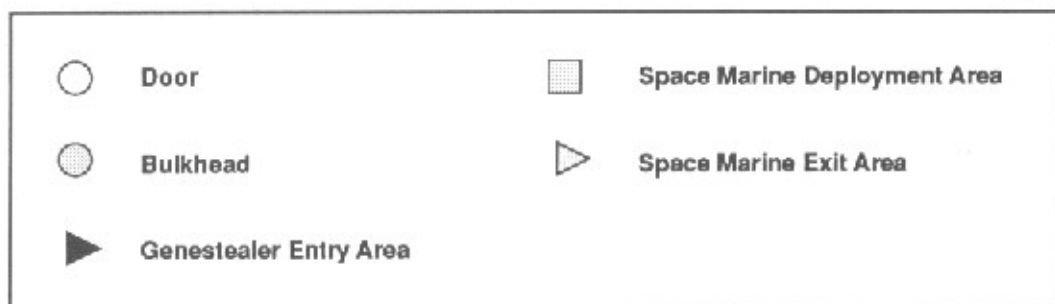 Door
Space Marine Deployment Area
Bulkhead
Space Marine Exit Area
Genestealer Entry Area